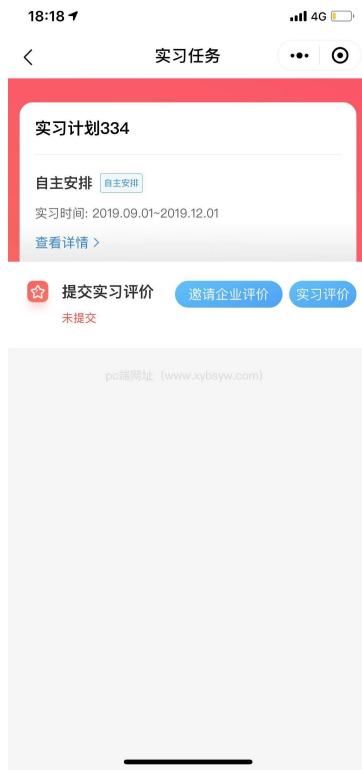 18:18
4G
实习任务
实习计划334
自主安排 自主安排
实习时间: 2019.09.01~2019.12.01
查看详情
提交实习评价 邀请企业评价 实习评价
未提交
pc端网址（www.xybsyw.com）